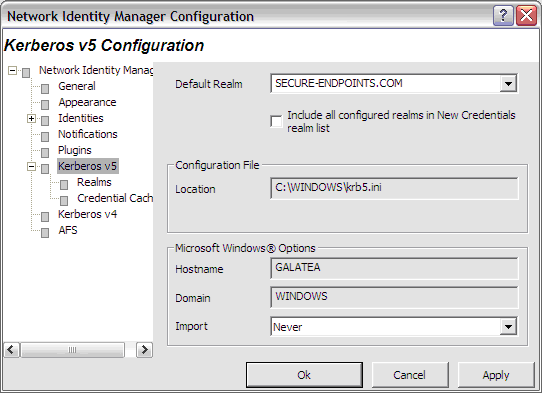 Network Identity Manager Configuration
Kerberos v5 Configuration
Network Identity Manag
General
Appearance
Identities
Notifications
Plugins
Kerberos v5
Realms
Credential Cach
Kerberos v4
AFS
Default Realm
SECURE-ENDPOINTS.COM
Include all configured realms in New Credentials
realm list
Configuration File
Location
C:\WINDOWS\krb5.ini
Microsoft Windows® Options
Hostname
GALATEA
Domain
WINDOWS
Import
Never
Ok
Cancel
Apply